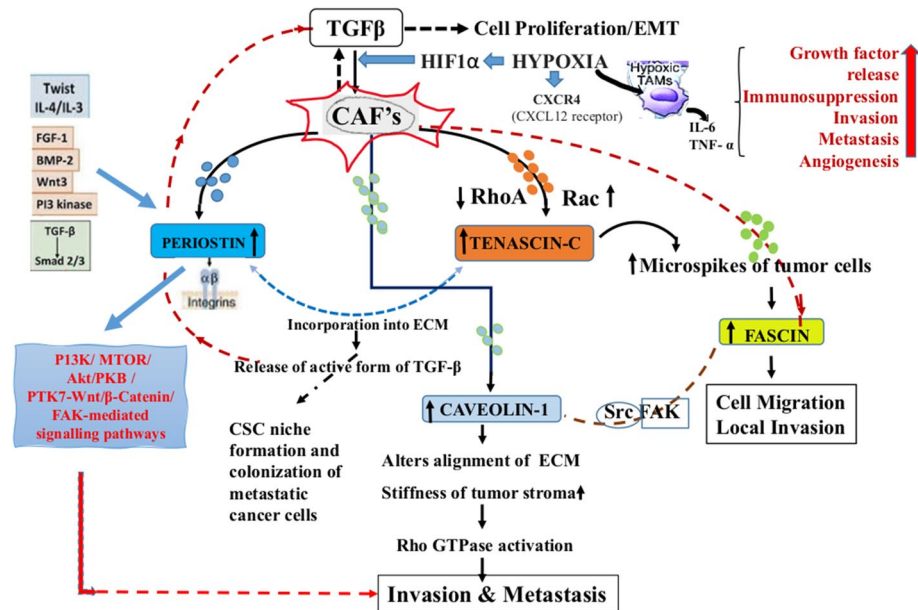 TGFβ
Cell Proliferation/EMT
HIF1α
HYPOXIA
Hypoxic-
TAMs
CXCR4
(CXCL12 receptor)
IL-6
TNF- α
Growth factor
release
Immunosuppression
Invasion
Metastasis
Angiogenesis
Twist
IL-4/IL-3
FGF-1
BMP-2
Wnt3
PI3 kinase
TGF-β
Smad 2/3
CAF's
RhoA
Rac
PERIOSTIN
TENASCIN-C
αβ
Integrins
Microspikes of tumor cells
Incorporation into ECM
Release of active form of TGF-β
FASCIN
P13K/ MTOR/
Akt/PKB /
PTK7-Wnt/β-Catenin/
FAK-mediated
signalling pathways
CAVEOLIN-1
Src FAK
Cell Migration
Local Invasion
CSC niche
formation and
colonization of
metastatic
cancer cells
Alters alignment of ECM
Stiffness of tumor stroma
Rho GTPase activation
Invasion & Metastasis